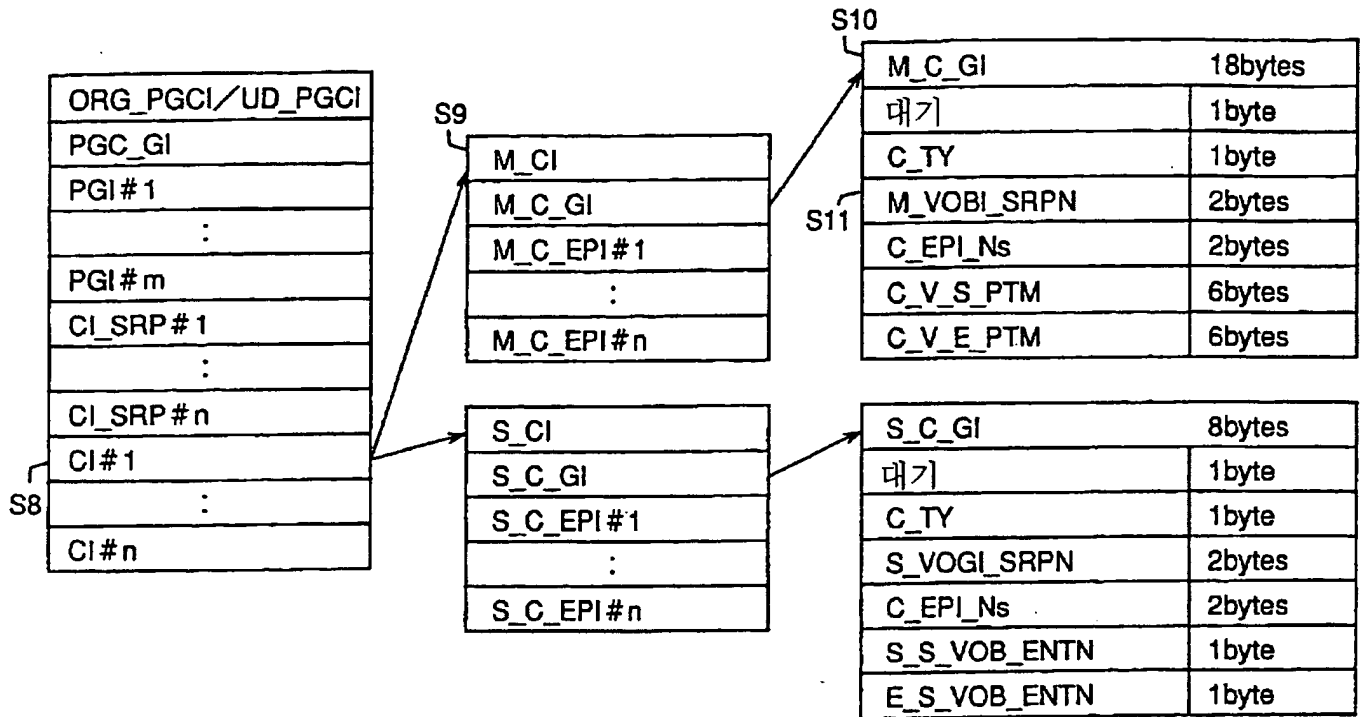 ORG_PGCI/UD_PGCI
PGC_GI
PGI#1
:
PGI#m
CI_SRP#1
:
CI_SRP#n
S8
CI#1
:
CI#n
S9
M_CI
M_C_GI
M_C_EPI#1
:
M_C_EPI#n
S_CI
S_C_GI
S_C_EPI#1
:
S_C_EPI#n
S10
M_C_GI 18bytes
대기 1byte
C_TY 1byte
S11
M_VOBI_SRPN 2bytes
C_EPI_Ns 2bytes
C_V_S_PTM 6bytes
C_V_E_PTM 6bytes
S_C_GI 8bytes
대기 1byte
C_TY 1byte
S_VOGI_SRPN 2bytes
C_EPI_Ns 2bytes
S_S_VOB_ENTN 1byte
E_S_VOB_ENTN 1byte